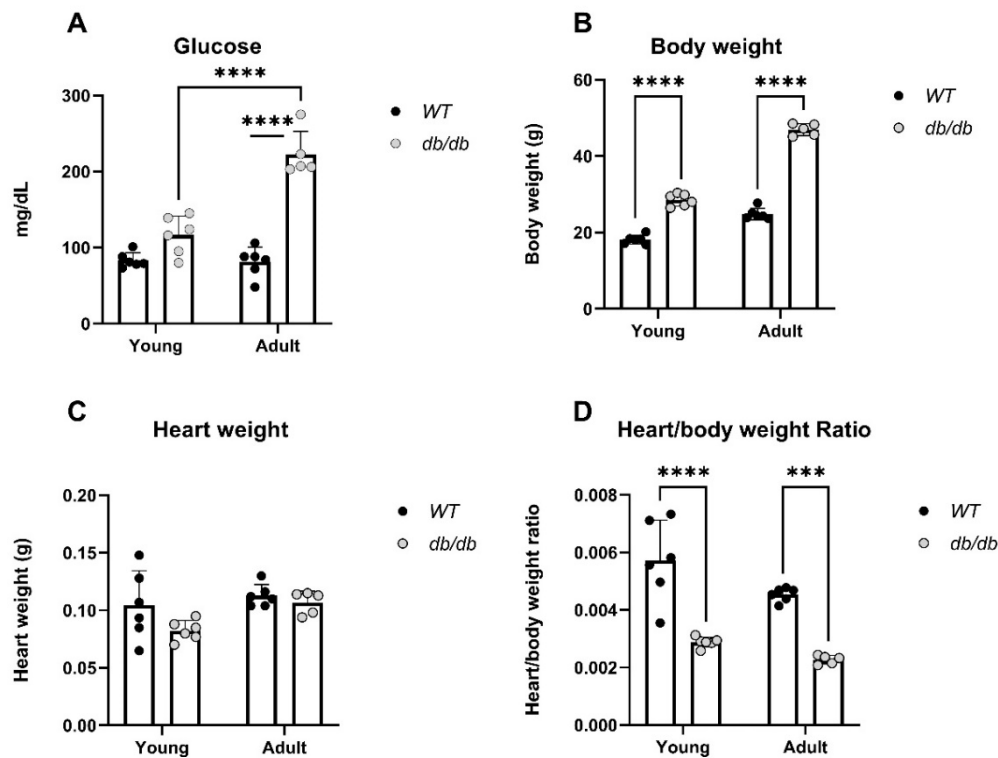 A
Glucose
****
****
WT
db/db
300
200
100
0
mg/dL
Young
Adult
B
Body weight
****
****
WT
db/db
60
40
20
0
Body weight (g)
Young
Adult
C
Heart weight
WT
db/db
0.20
0.15
0.10
0.05
0.00
Heart weight (g)
Young
Adult
D
Heart/body weight Ratio
****
***
WT
db/db
0.008
0.006
0.004
0.002
0.000
Heart/body weight ratio
Young
Adult